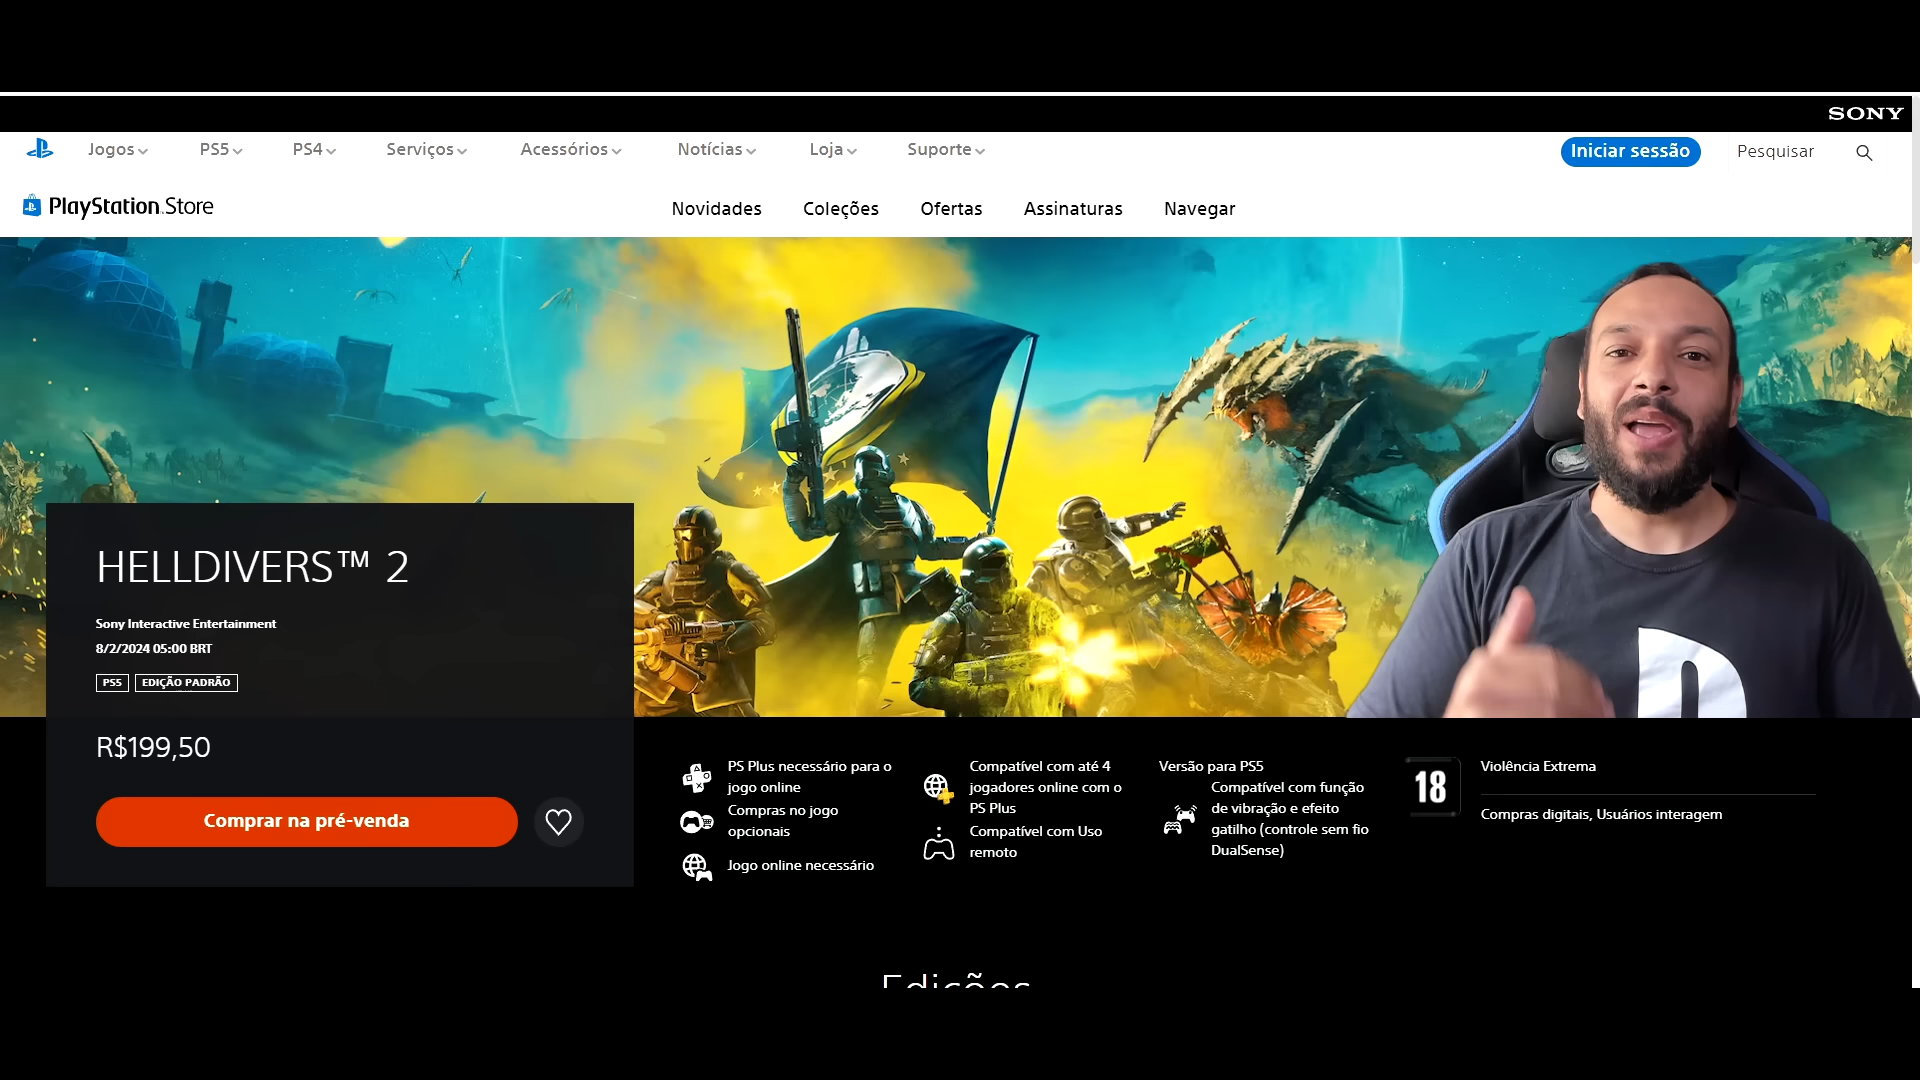 SONY
Jogos
PS5
PS4
Serviços
Acessórios
Notícias
Loja
Suporte
Iniciar sessão
Pesquisar
PlayStation Store
Novidades
Coleções
Ofertas
Assinaturas
Navegar
HELLDIVERS™ 2
Sony Interactive Entertainment
8/2/2024 05:00 BRT
PS5
EDIÇÃO PADRÃO
R$199,50
Comprar na pré-venda
PS Plus necessário para o
jogo online
Compras no jogo
opcionais
Jogo online necessário
Compatível com até 4
jogadores online com o
PS Plus
Compatível com Uso
remoto
Versão para PS5
Compatível com função
de vibração e efeito
gatilho (controle sem fio
DualSense)
18
Violência Extrema
Compras digitais, Usuários interagem
Edições